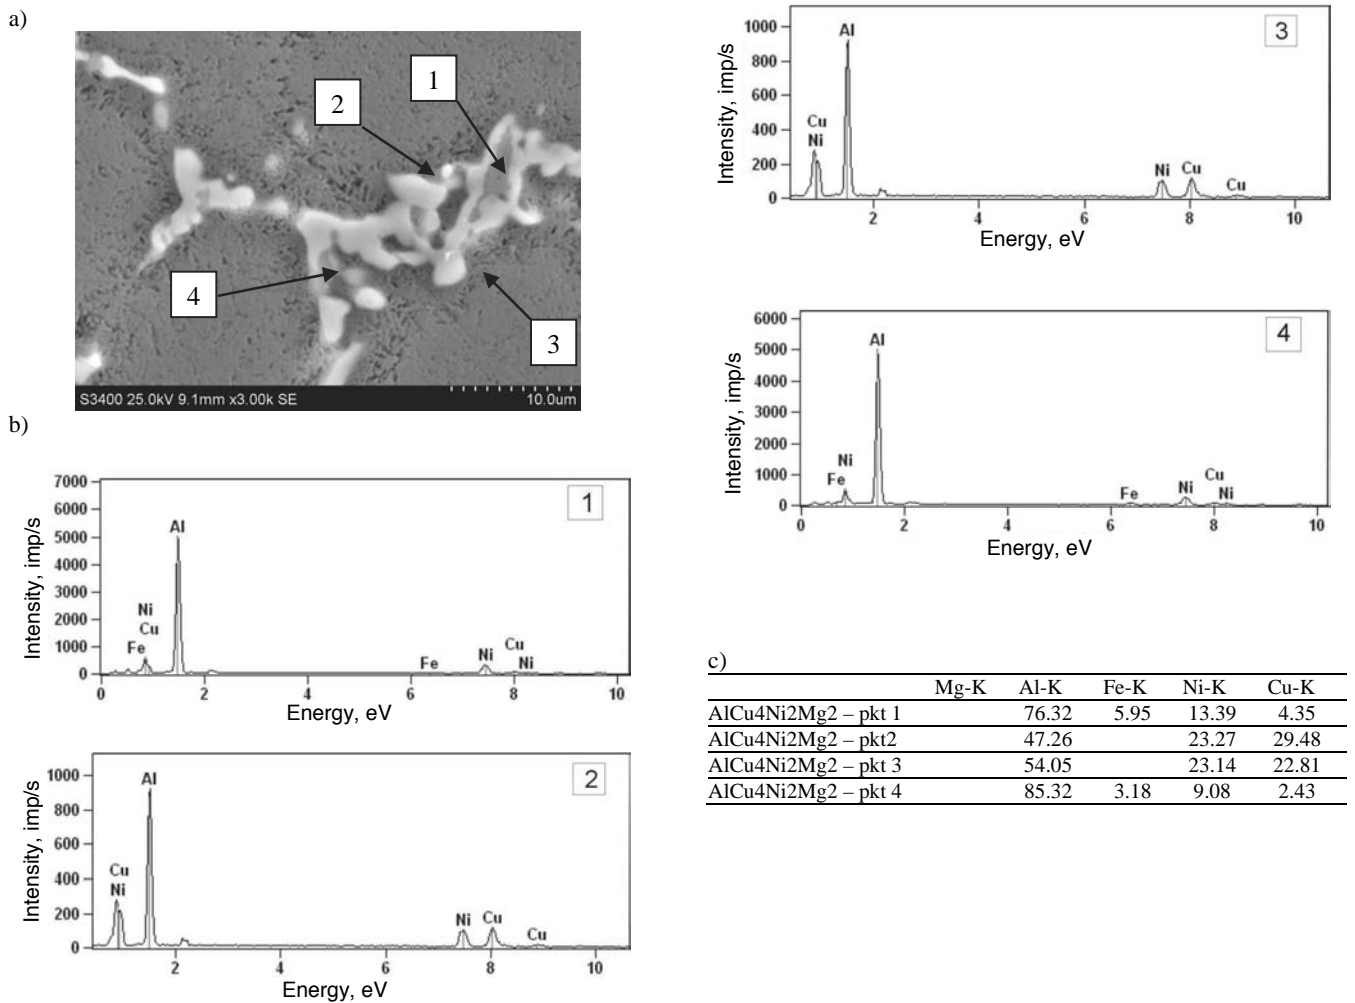 a)
1
2
4
3
S3400 25.0kV 9.1mm x3.00k SE
10.0um
b)
Intensity, imp/s
7000
6000
5000
4000
3000
2000
1000
0
1
Al
Ni
Cu
Fe
Fe
Ni
Cu
Ni
0 2 4 6 8 10
Energy, eV
Intensity, imp/s
1000
800
600
400
200
0
2
Al
Cu
Ni
Ni
Cu
Cu
2 4 6 8 10
Energy, eV
Intensity, imp/s
1000
800
600
400
200
0
3
Al
Cu
Ni
Ni
Cu
Cu
2 4 6 8 10
Energy, eV
Intensity, imp/s
6000
5000
4000
3000
2000
1000
0
4
Al
Ni
Fe
Fe
Ni
Cu
Ni
0 2 4 6 8 10
Energy, eV
c)
Mg-K Al-K Fe-K Ni-K Cu-K
AlCu4Ni2Mg2 – pkt 1 76.32 5.95 13.39 4.35
AlCu4Ni2Mg2 – pkt2 47.26 23.27 29.48
AlCu4Ni2Mg2 – pkt 3 54.05 23.14 22.81
AlCu4Ni2Mg2 – pkt 4 85.32 3.18 9.08 2.43